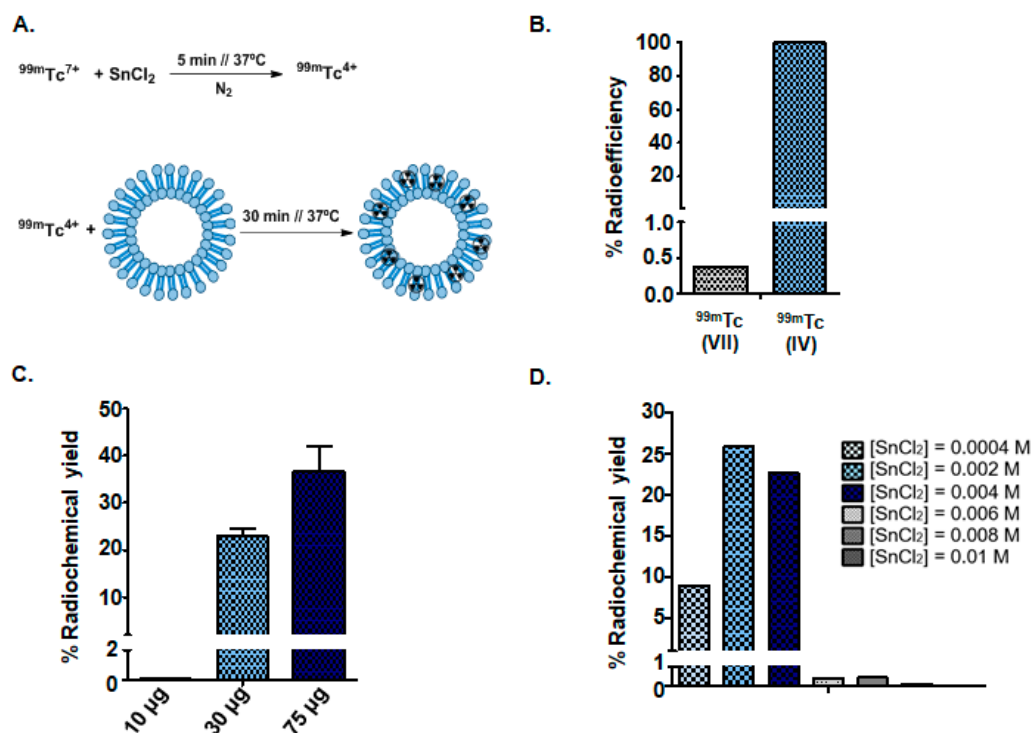 A.
⁹⁹ᵐTc⁷⁺ + SnCl₂
5 min // 37ºC
N₂
⁹⁹ᵐTc⁴⁺
⁹⁹ᵐTc⁴⁺ +
30 min // 37ºC
B.
% Radioefficiency
100
80
60
40
20
1.0
0.5
0.0
⁹⁹ᵐTc
(VII)
⁹⁹ᵐTc
(IV)
C.
% Radiochemical yield
50
40
30
20
10
2
0
10 µg
30 µg
75 µg
D.
% Radiochemical yield
30
25
20
15
10
5
1
0
[SnCl₂] = 0.0004 M
[SnCl₂] = 0.002 M
[SnCl₂] = 0.004 M
[SnCl₂] = 0.006 M
[SnCl₂] = 0.008 M
[SnCl₂] = 0.01 M